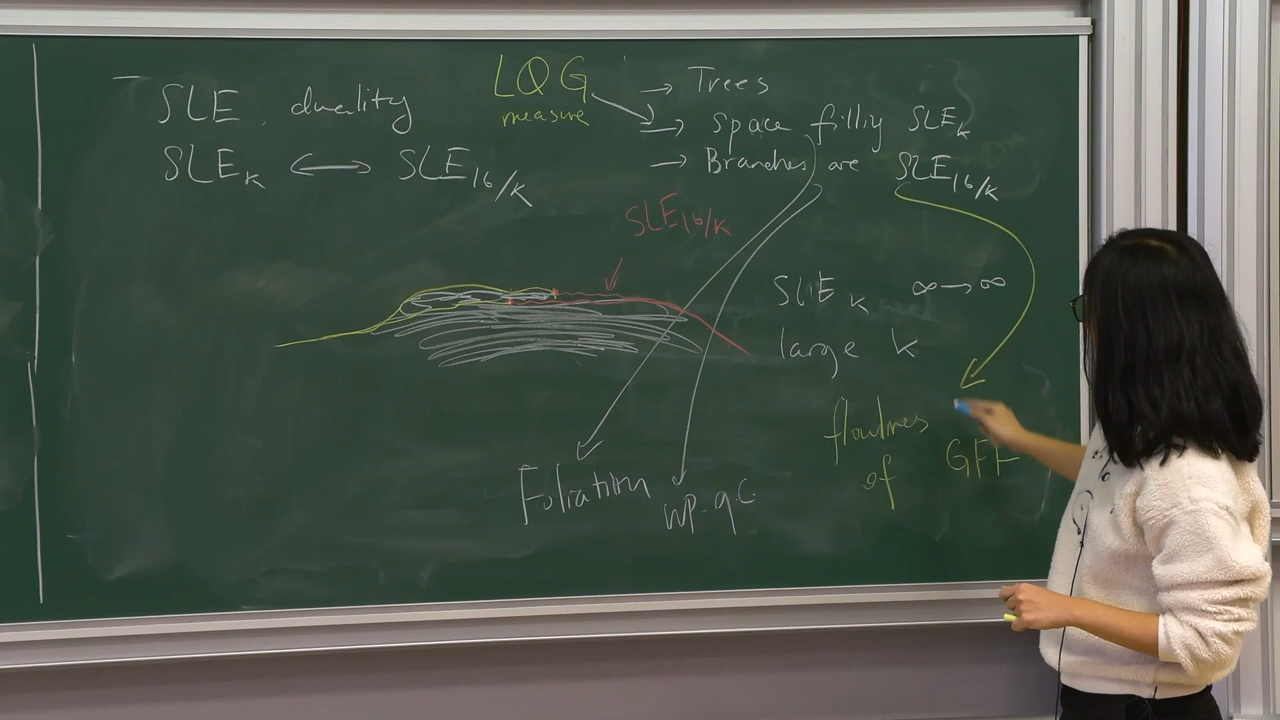 SLE duality
SLE_K ⟷ SLE_16/K
LQG
measure
→ Trees
→ Space filliy SLE_K
→ Branches are SLE_16/K
SLE_16/K
SLE_K ∞→∞
large K
flowlines
of GFF
Foliation
WP-qC